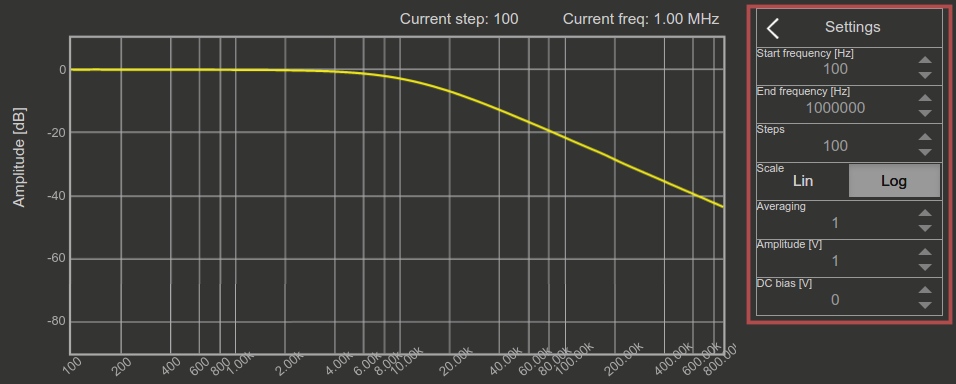 Current step: 100 Current freq: 1.00 MHz
Amplitude [dB]
0
-20
-40
-60
-80
100 200 400 600 800 1.00k 2.00k 4.00k 6.00k 8.00k 10.00k 20.00k 40.00k 60.00k 80.00k 100.00k 200.00k 400.00k 600.00k 800.00
Settings
Start frequency [Hz]
100
End frequency [Hz]
1000000
Steps
100
Scale
Lin Log
Averaging
1
Amplitude [V]
1
DC bias [V]
0